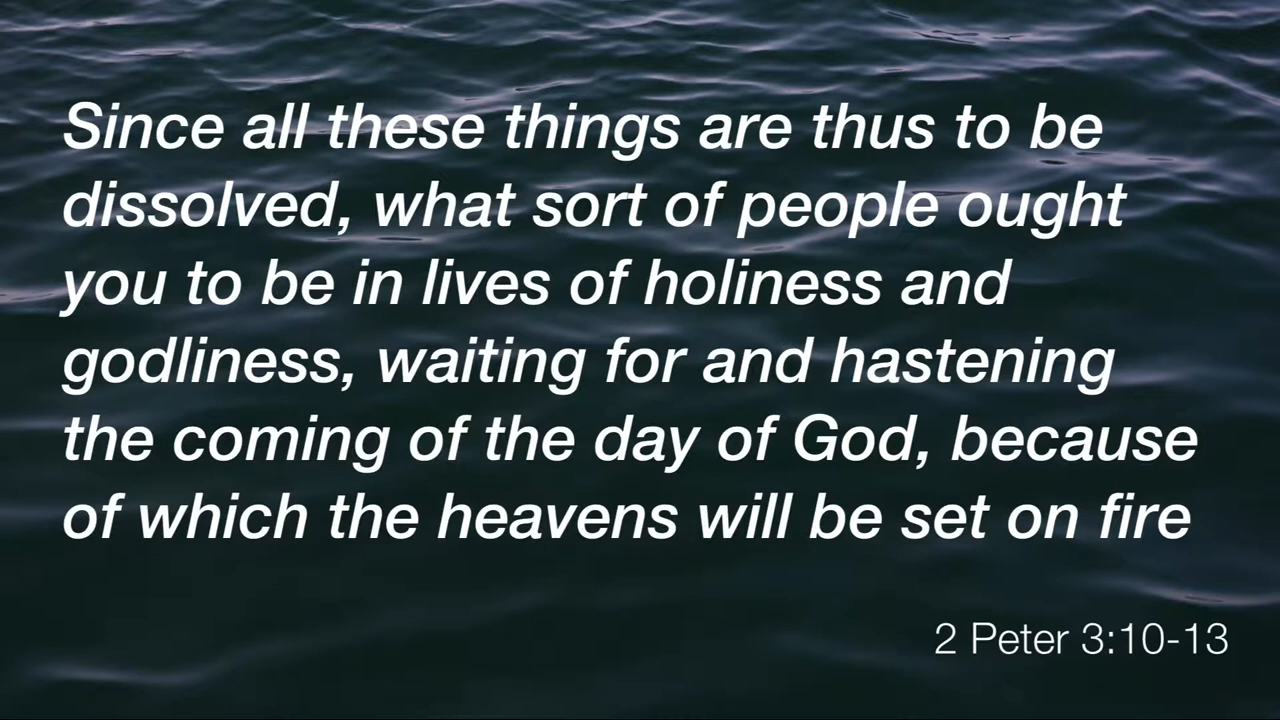 Since all these things are thus to be
dissolved, what sort of people ought
you to be in lives of holiness and
godliness, waiting for and hastening
the coming of the day of God, because
of which the heavens will be set on fire
2 Peter 3:10-13